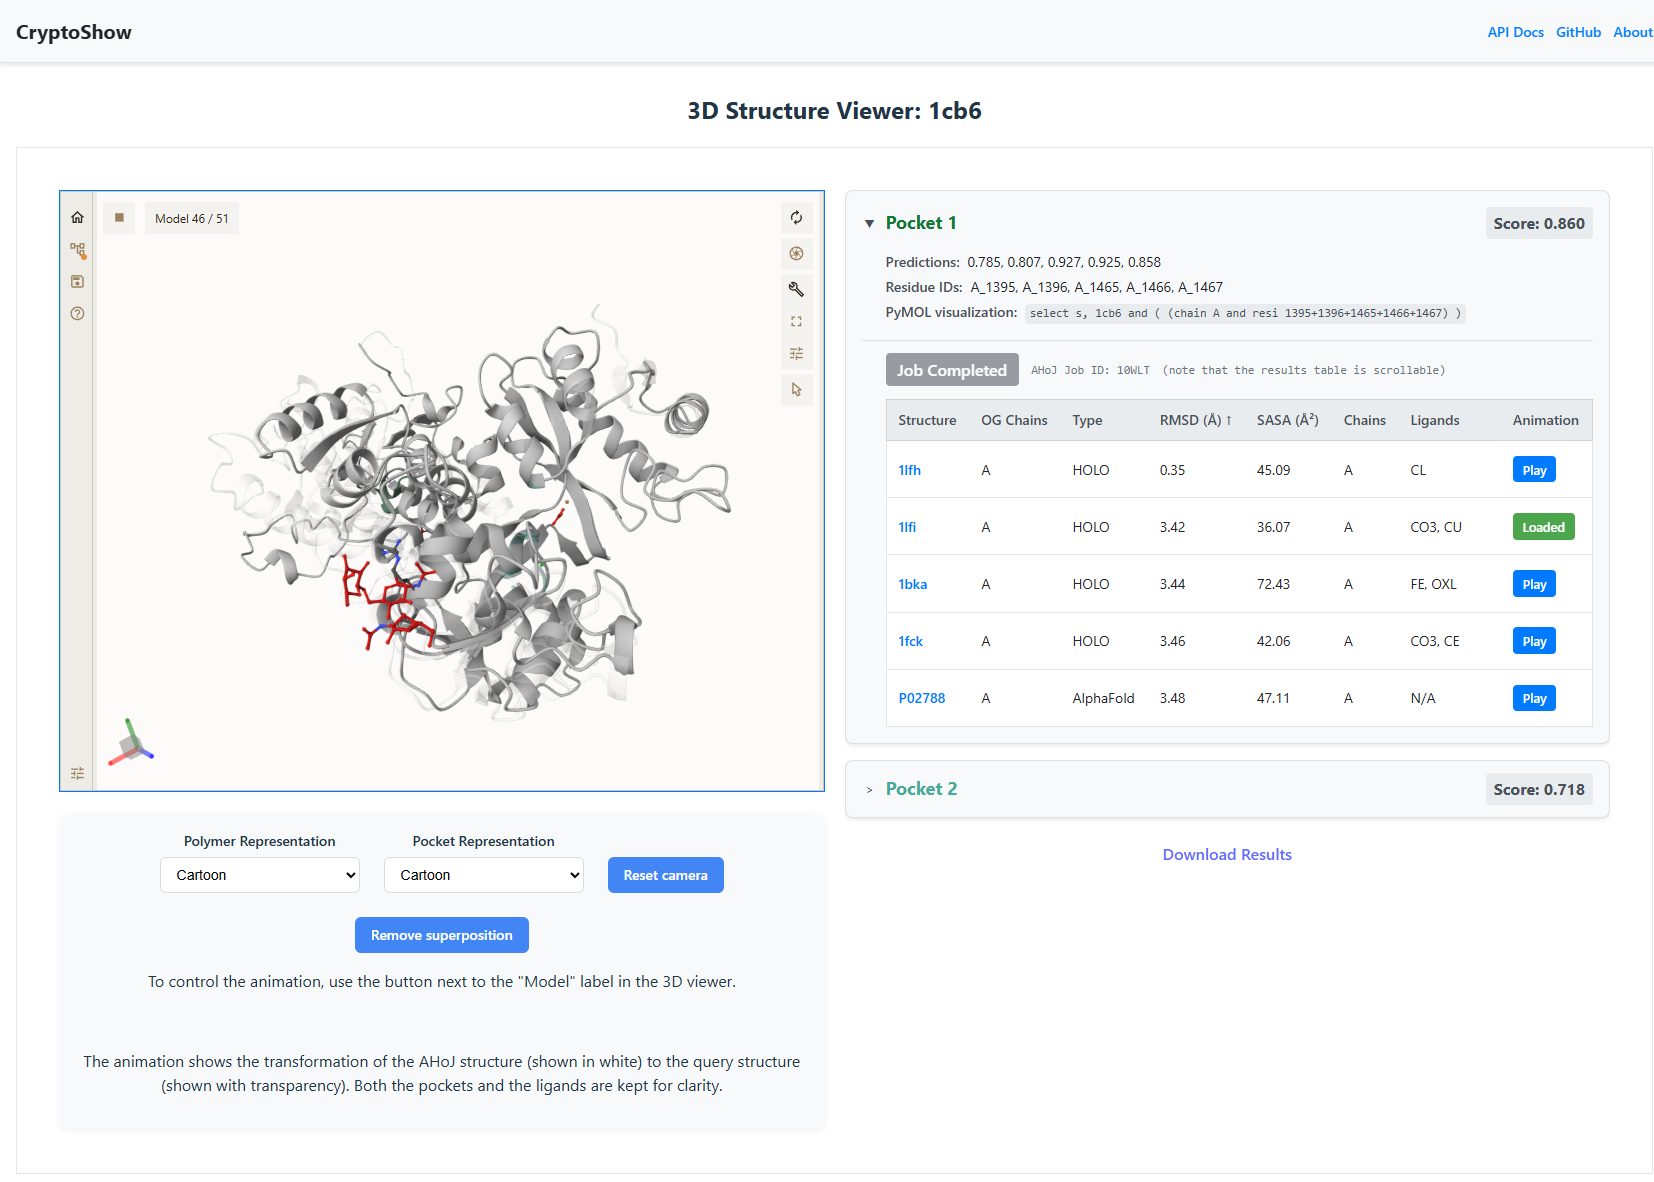 CryptoShow
API Docs GitHub About
3D Structure Viewer: 1cb6
Model 46 / 51
▼ Pocket 1 Score: 0.860
Predictions: 0.785, 0.807, 0.927, 0.925, 0.858
Residue IDs: A_1395, A_1396, A_1465, A_1466, A_1467
PyMOL visualization: select s, 1cb6 and ( (chain A and resi 1395+1396+1465+1466+1467) )
Job Completed AHoJ Job ID: 10WLT (note that the results table is scrollable)
Structure OG Chains Type RMSD (Å) ↑ SASA (Å²) Chains Ligands Animation
1lfh A HOLO 0.35 45.09 A CL Play
1lfi A HOLO 3.42 36.07 A CO3, CU Loaded
1bka A HOLO 3.44 72.43 A FE, OXL Play
1fck A HOLO 3.46 42.06 A CO3, CE Play
P02788 A AlphaFold 3.48 47.11 A N/A Play
> Pocket 2 Score: 0.718
Download Results
Polymer Representation Pocket Representation
Cartoon Cartoon Reset camera
Remove superposition
To control the animation, use the button next to the "Model" label in the 3D viewer.
The animation shows the transformation of the AHoJ structure (shown in white) to the query structure
(shown with transparency). Both the pockets and the ligands are kept for clarity.